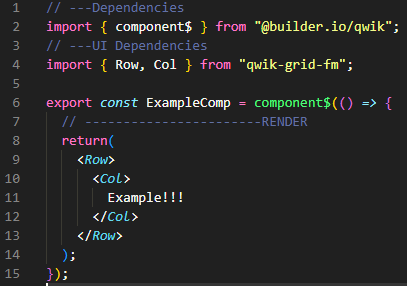 1 // ---Dependencies
2 import { component$ } from "@builder.io/qwik";
3 // ---UI Dependencies
4 import { Row, Col } from "qwik-grid-fm";
5
6 export const ExampleComp = component$(() => {
7   // -----------------------RENDER
8   return(
9     <Row>
10       <Col>
11         Example!!!
12       </Col>
13     </Row>
14   );
15 });